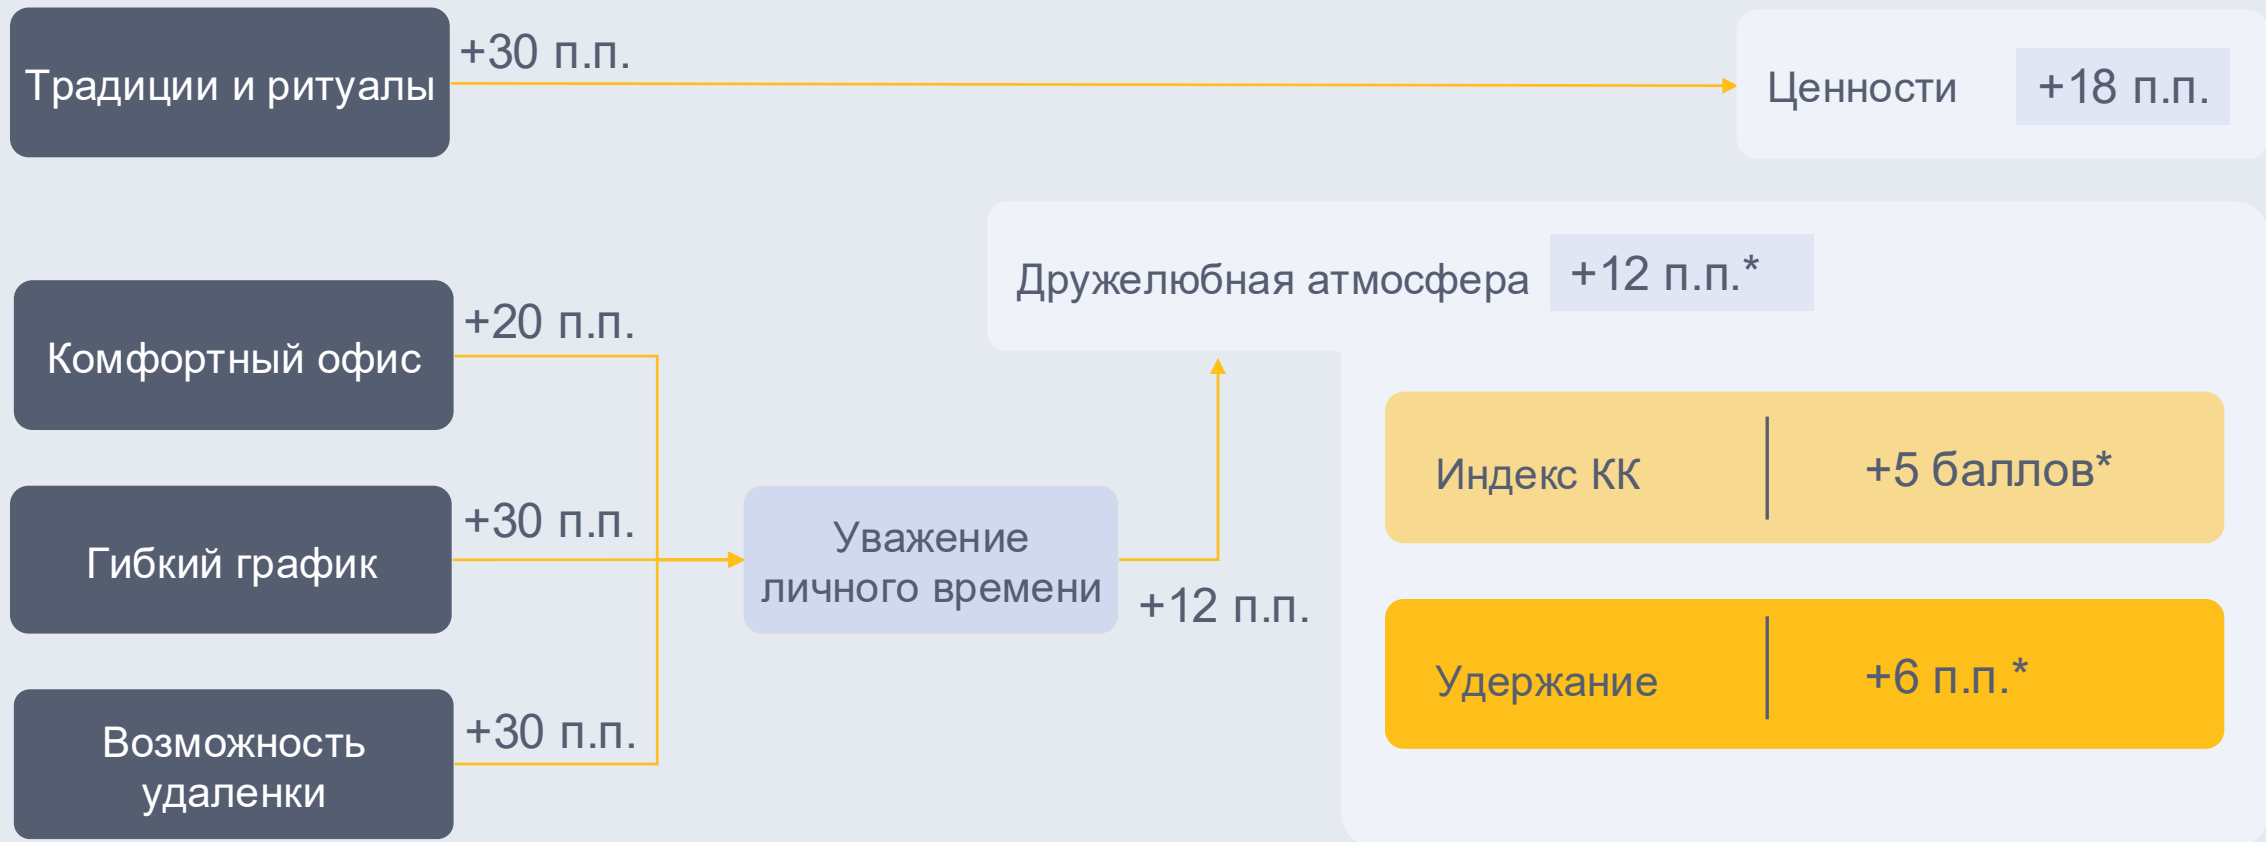 Традиции и ритуалы
+30 п.п.
Ценности
+18 п.п.
Дружелюбная атмосфера
+12 п.п.*
Комфортный офис
+20 п.п.
Индекс КК
+5 баллов*
Гибкий график
+30 п.п.
Уважение
личного времени
+12 п.п.
Удержание
+6 п.п.*
Возможность
удаленки
+30 п.п.